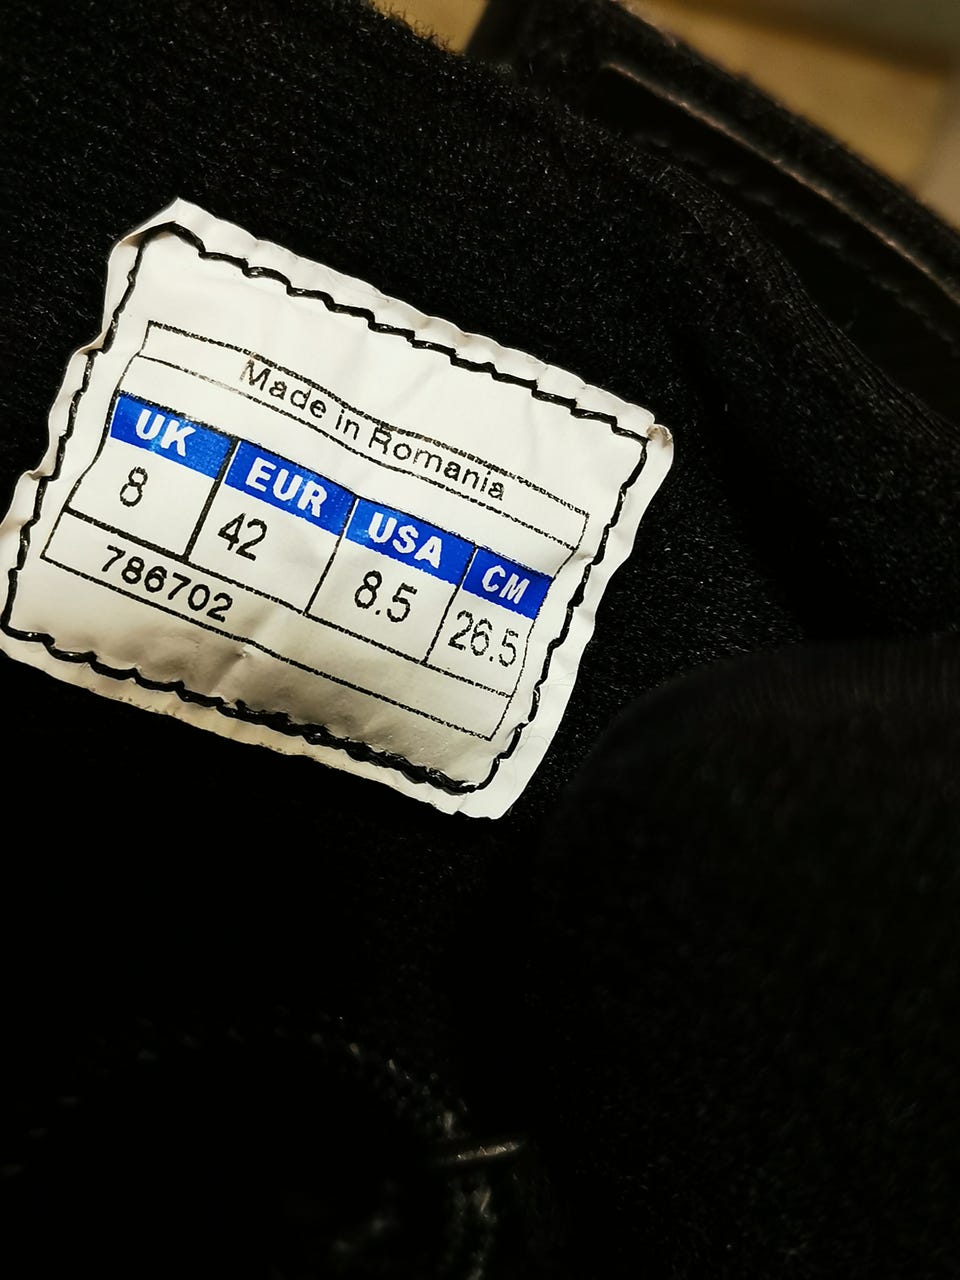 Made in Romania
UK EUR USA CM
8 42 8.5 26.5
786702